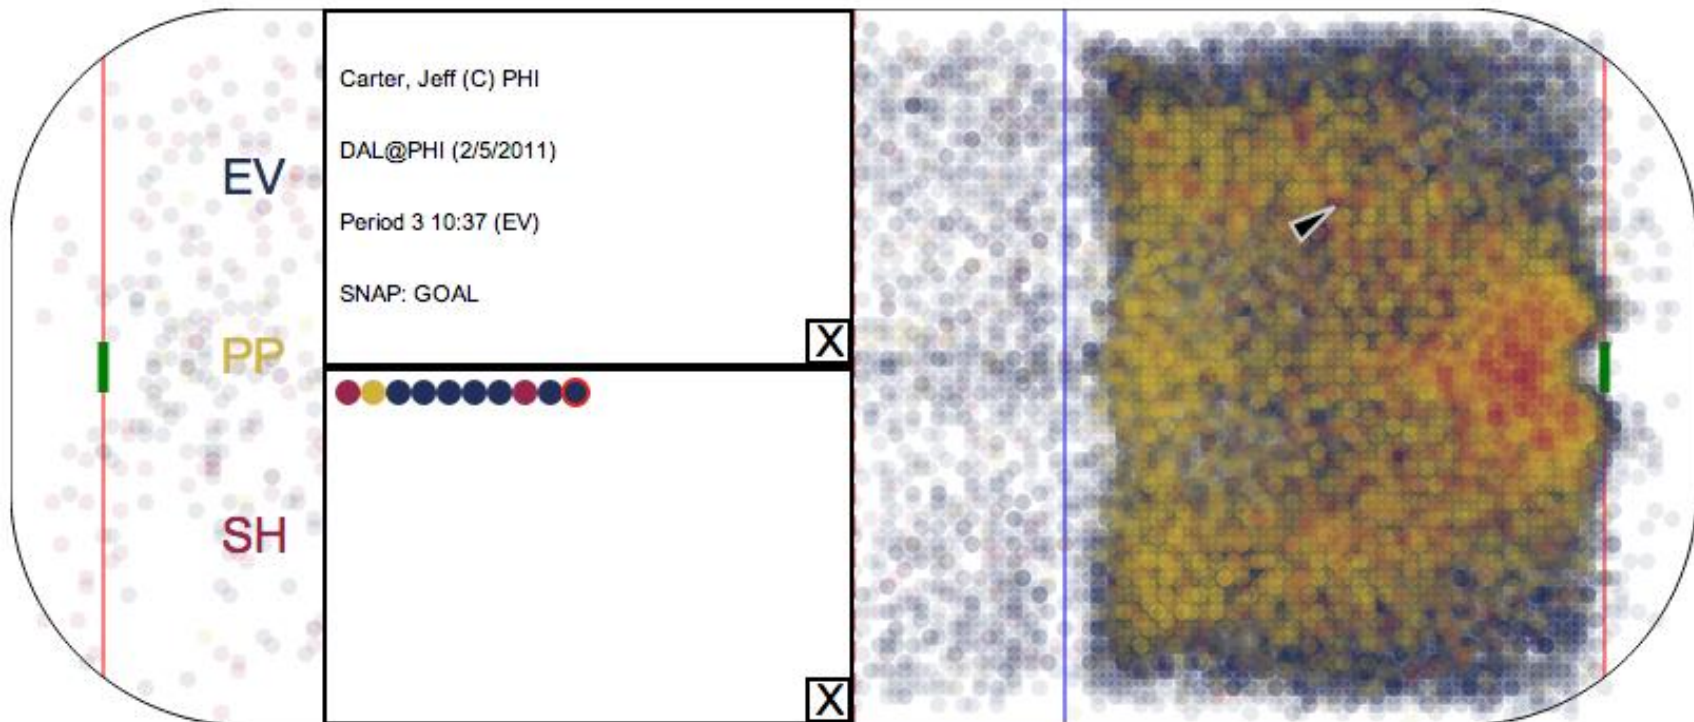 EV
PP
SH
Carter, Jeff (C) PHI
DAL@PHI (2/5/2011)
Period 3 10:37 (EV)
SNAP: GOAL
X
X